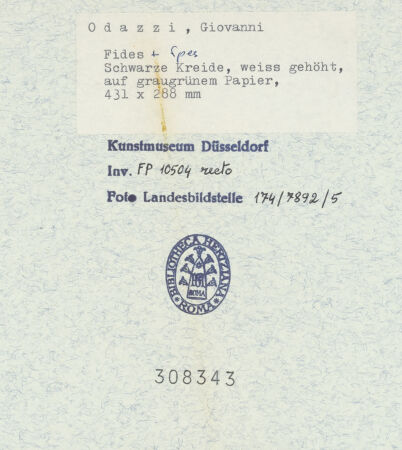 O d a z z i , Giovanni
Fides + Spes
Schwarze Kreide, weiss gehöht,
auf graugrünem Papier,
431 x 288 mm
Kunstmuseum Düsseldorf
Inv. FP 10504 recto
Foto Landesbildstelle 174/7892/5
BIBLIOTHECA HERTZIANA
ROMA
• ROMA •
308343